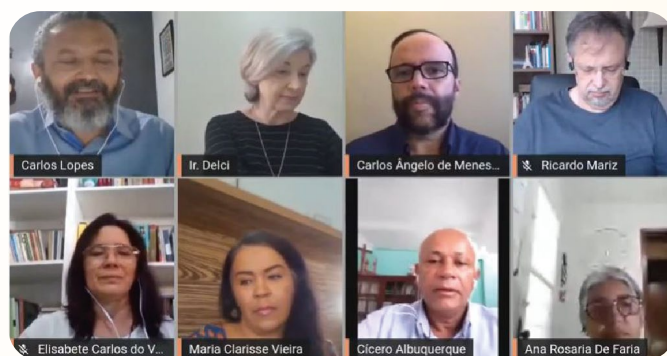 Carlos Lopes
Ir. Delci
Carlos Ângelo de Menes...
Ricardo Mariz
Elisabete Carlos do V...
Maria Clarisse Vieira
Cícero Albuquerque
Ana Rosaria De Faria